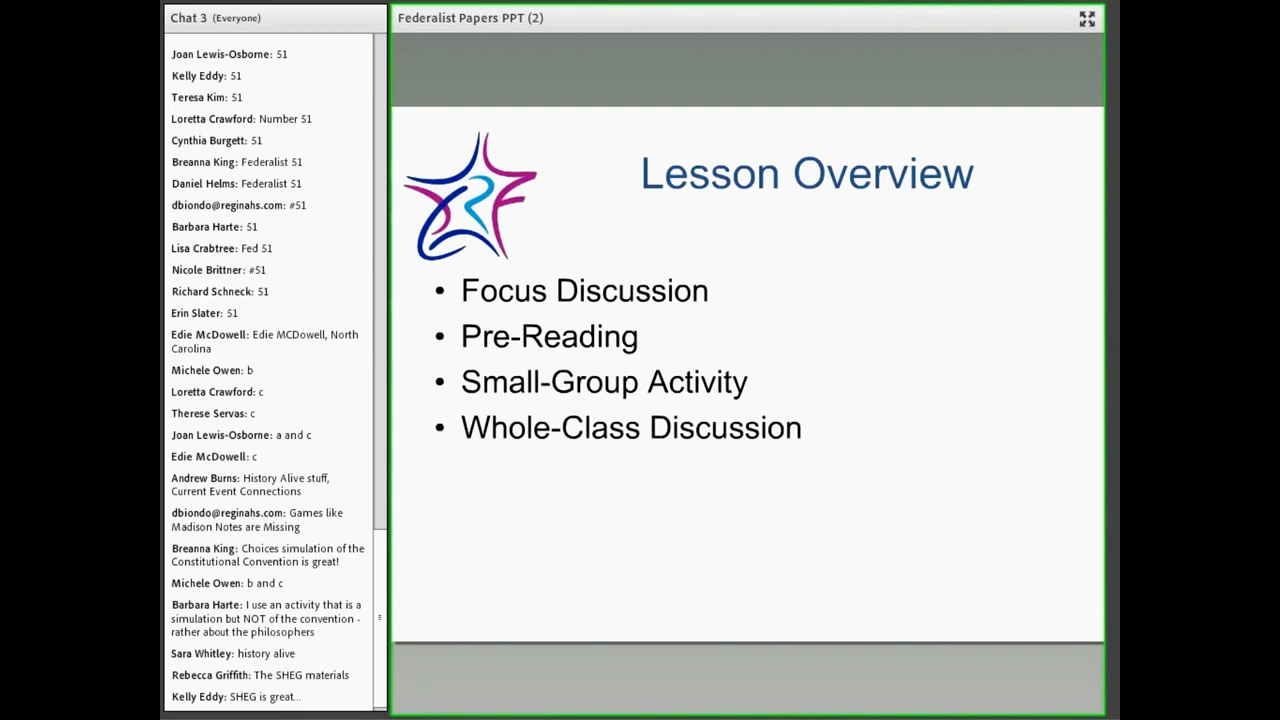 Chat 3 (Everyone)
Joan Lewis-Osborne: 51
Kelly Eddy: 51
Teresa Kim: 51
Loretta Crawford: Number 51
Cynthia Burgett: 51
Breanna King: Federalist 51
Daniel Helms: Federalist 51
dbiondo@reginahs.com: #51
Barbara Harte: 51
Lisa Crabtree: Fed 51
Nicole Brittner: #51
Richard Schneck: 51
Erin Slater: 51
Edie McDowell: Edie MCDowell, North
Carolina
Michele Owen: b
Loretta Crawford: c
Therese Servas: c
Joan Lewis-Osborne: a and c
Edie McDowell: c
Andrew Burns: History Alive stuff,
Current Event Connections
dbiondo@reginahs.com: Games like
Madison Notes are Missing
Breanna King: Choices simulation of the
Constitutional Convention is great!
Michele Owen: b and c
Barbara Harte: I use an activity that is a
simulation but NOT of the convention -
rather about the philosophers
Sara Whitley: history alive
Rebecca Griffith: The SHEG materials
Kelly Eddy: SHEG is great...
Federalist Papers PPT (2)
CRF
Lesson Overview
• Focus Discussion
• Pre-Reading
• Small-Group Activity
• Whole-Class Discussion